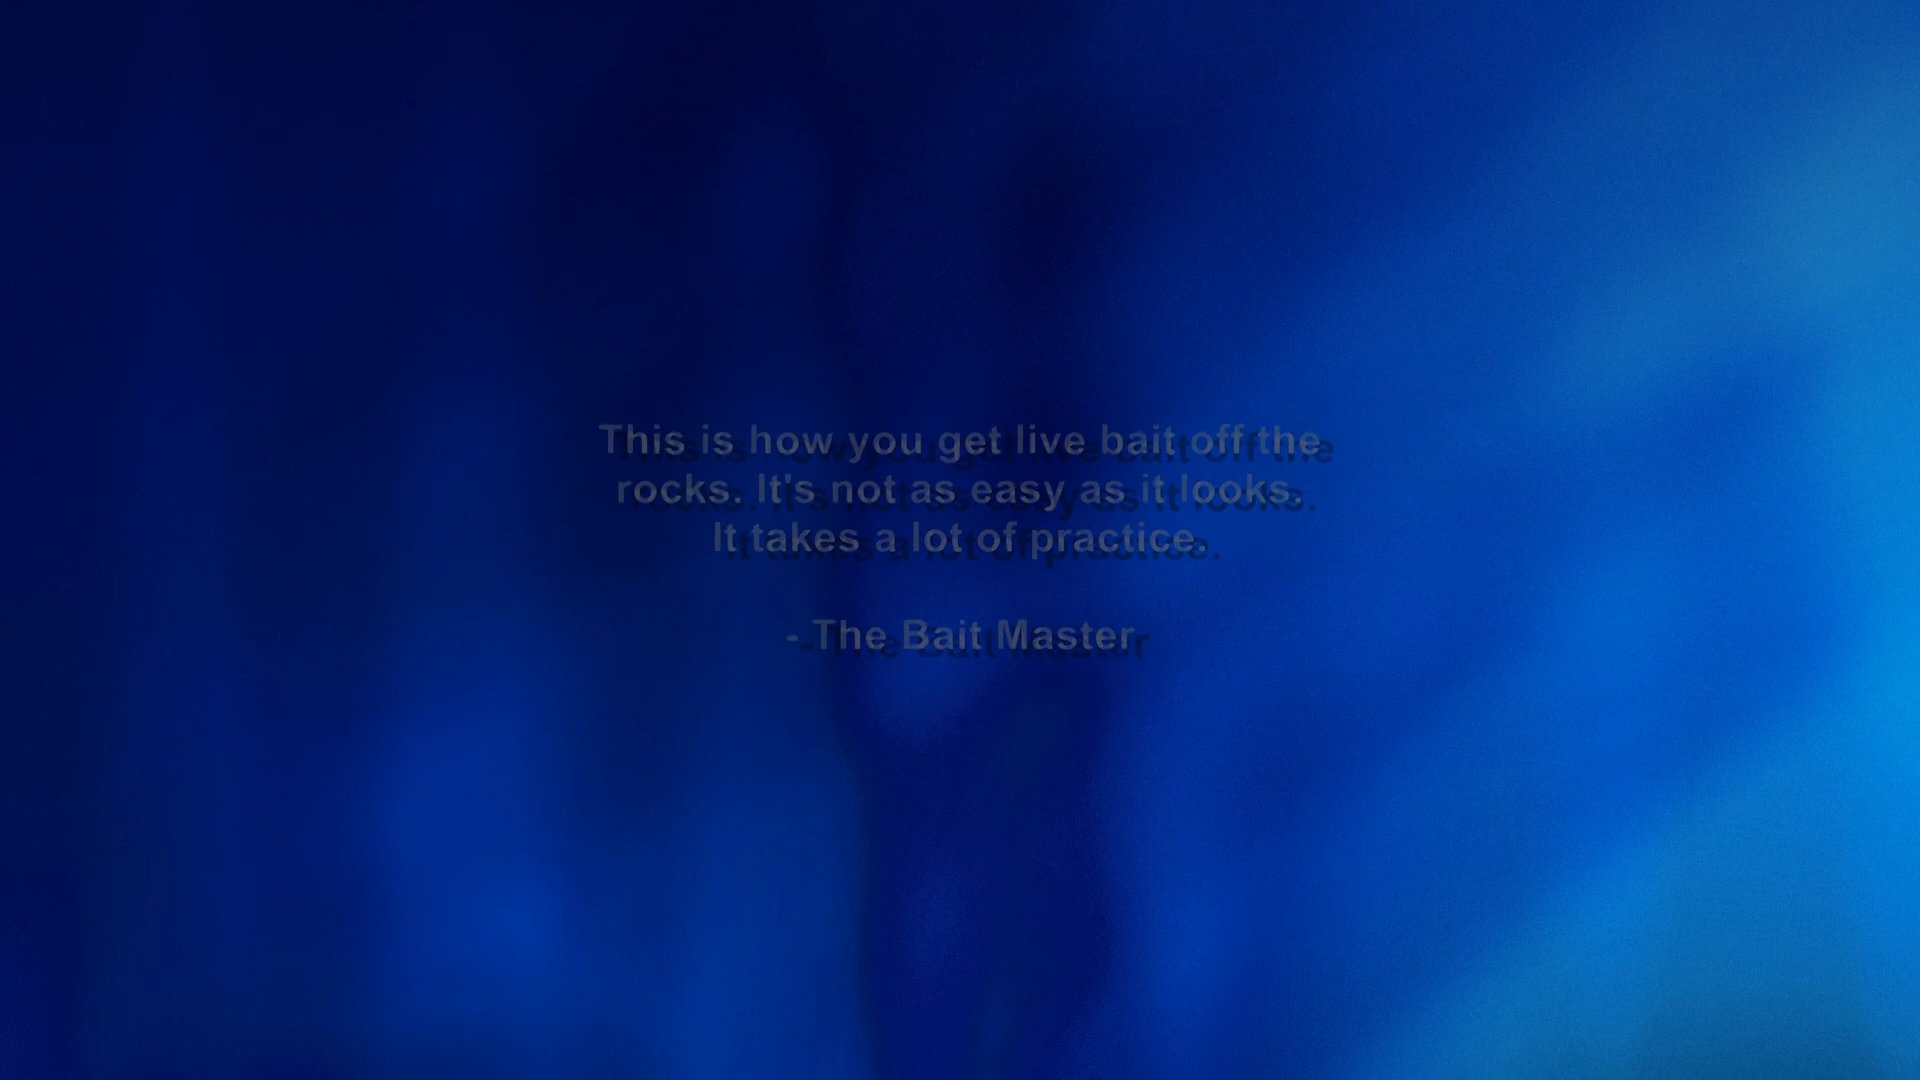 This is how you get live bait off the
rocks. It's not as easy as it looks.
It takes a lot of practice.
- The Bait Master